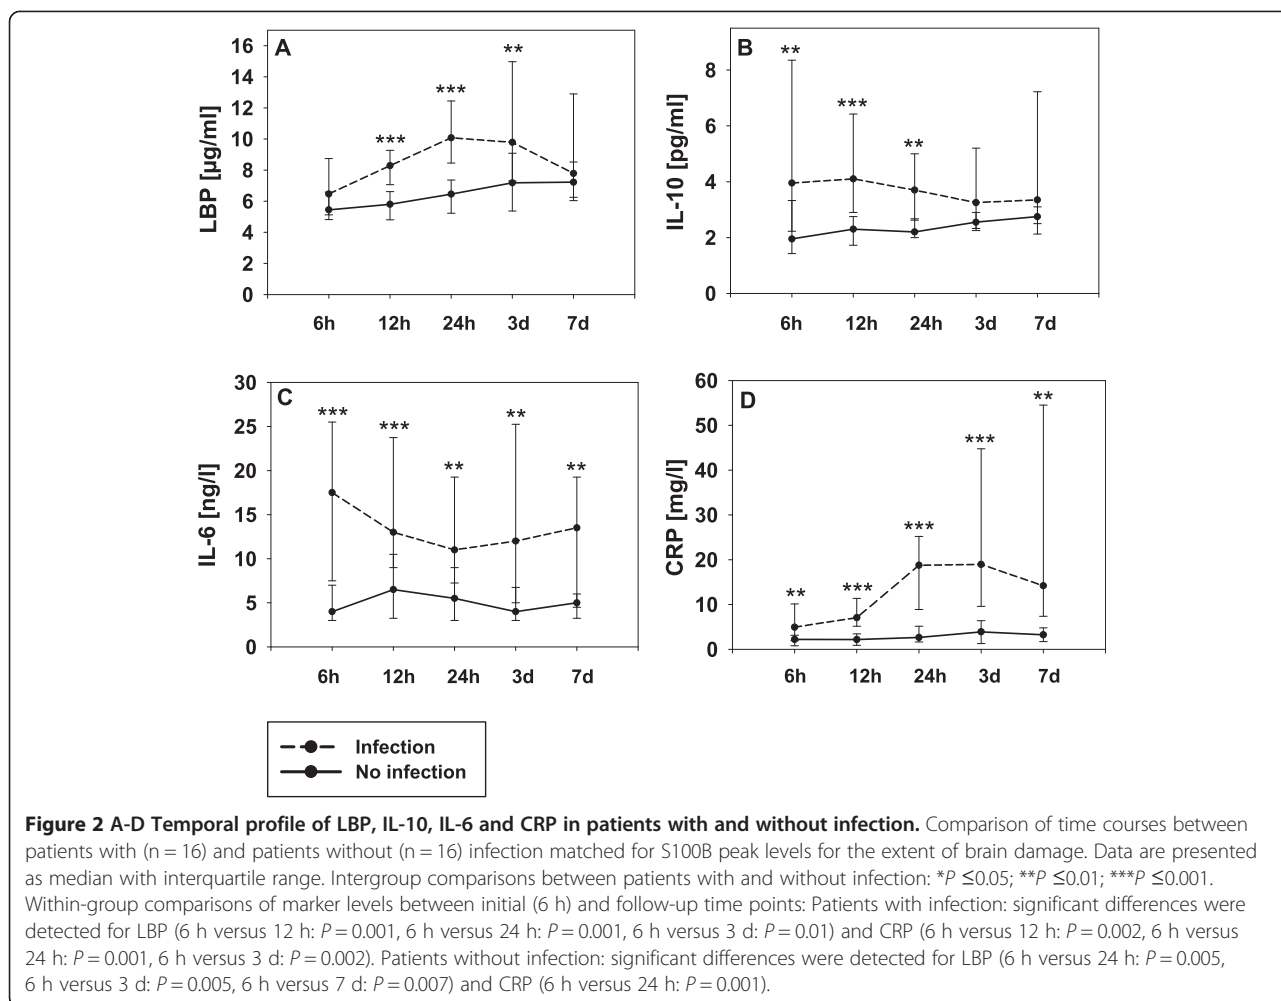 A
LBP [µg/ml]
16
14
12
10
8
6
4
2
0
***
***
**
6h 12h 24h 3d 7d
B
IL-10 [pg/ml]
8
6
4
2
0
**
***
**
6h 12h 24h 3d 7d
C
IL-6 [ng/l]
30
25
20
15
10
5
0
***
***
**
**
**
6h 12h 24h 3d 7d
D
CRP [mg/l]
60
50
40
30
20
10
0
**
***
***
***
**
6h 12h 24h 3d 7d
Infection
No infection
Figure 2 A-D Temporal profile of LBP, IL-10, IL-6 and CRP in patients with and without infection. Comparison of time courses between
patients with (n = 16) and patients without (n = 16) infection matched for S100B peak levels for the extent of brain damage. Data are presented
as median with interquartile range. Intergroup comparisons between patients with and without infection: *P ≤0.05; **P ≤0.01; ***P ≤0.001.
Within-group comparisons of marker levels between initial (6 h) and follow-up time points: Patients with infection: significant differences were
detected for LBP (6 h versus 12 h: P = 0.001, 6 h versus 24 h: P = 0.001, 6 h versus 3 d: P = 0.01) and CRP (6 h versus 12 h: P = 0.002, 6 h versus
24 h: P = 0.001, 6 h versus 3 d: P = 0.002). Patients without infection: significant differences were detected for LBP (6 h versus 24 h: P = 0.005,
6 h versus 3 d: P = 0.005, 6 h versus 7 d: P = 0.007) and CRP (6 h versus 24 h: P = 0.001).